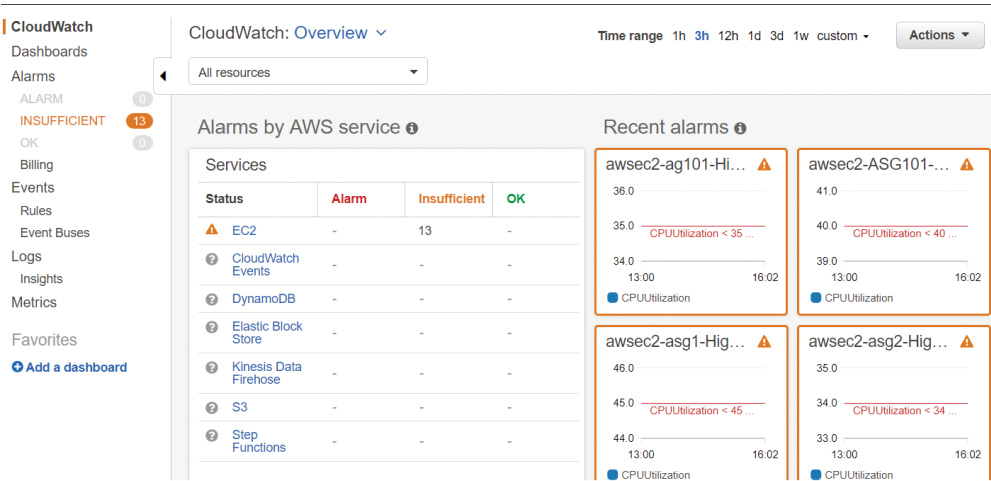 CloudWatch
Dashboards
Alarms
ALARM 0
INSUFFICIENT 13
OK 0
Billing
Events
Rules
Event Buses
Logs
Insights
Metrics
Favorites
Add a dashboard
CloudWatch: Overview
Time range 1h 3h 12h 1d 3d 1w custom
Actions
All resources
Alarms by AWS service
Services
Status Alarm Insufficient OK
EC2 - 13 -
CloudWatch
Events - - -
DynamoDB - - -
Elastic Block
Store - - -
Kinesis Data
Firehose - - -
S3 - - -
Step
Functions - - -
Recent alarms
awsec2-ag101-Hi...
36.0
35.0
CPUUtilization < 35 ...
34.0
13:00 16:02
CPUUtilization
awsec2-ASG101-...
41.0
40.0
CPUUtilization < 40 ...
39.0
13:00 16:02
CPUUtilization
awsec2-asg1-Hig...
46.0
45.0
CPUUtilization < 45 ...
44.0
13:00 16:02
CPUUtilization
awsec2-asg2-Hig...
35.0
34.0
CPUUtilization < 34 ...
33.0
13:00 16:02
CPUUtilization